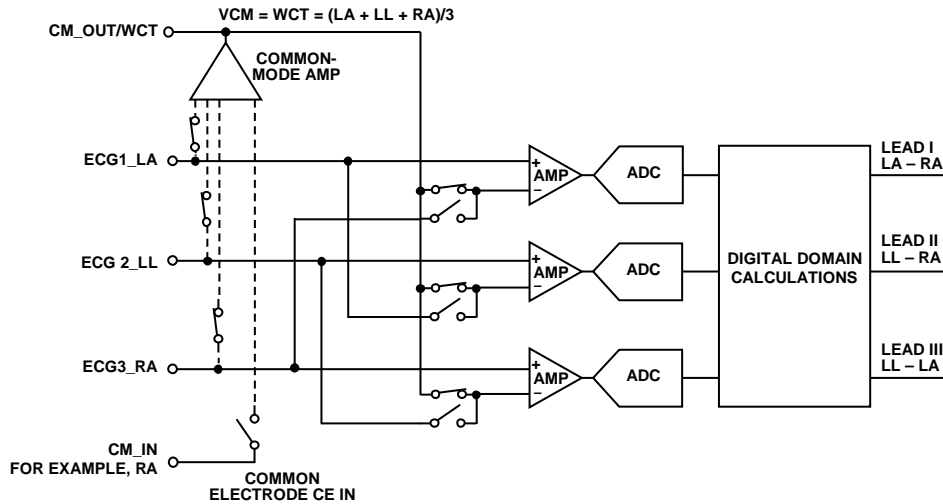 VCM = WCT = (LA + LL + RA)/3
CM_OUT/WCT
COMMON-
MODE AMP
ECG1_LA
+
AMP
–
ADC
LEAD I
LA – RA
ECG 2_LL
+
AMP
–
ADC
DIGITAL DOMAIN
CALCULATIONS
LEAD II
LL – RA
ECG3_RA
+
AMP
–
ADC
LEAD III
LL – LA
CM_IN
FOR EXAMPLE, RA
COMMON
ELECTRODE CE IN